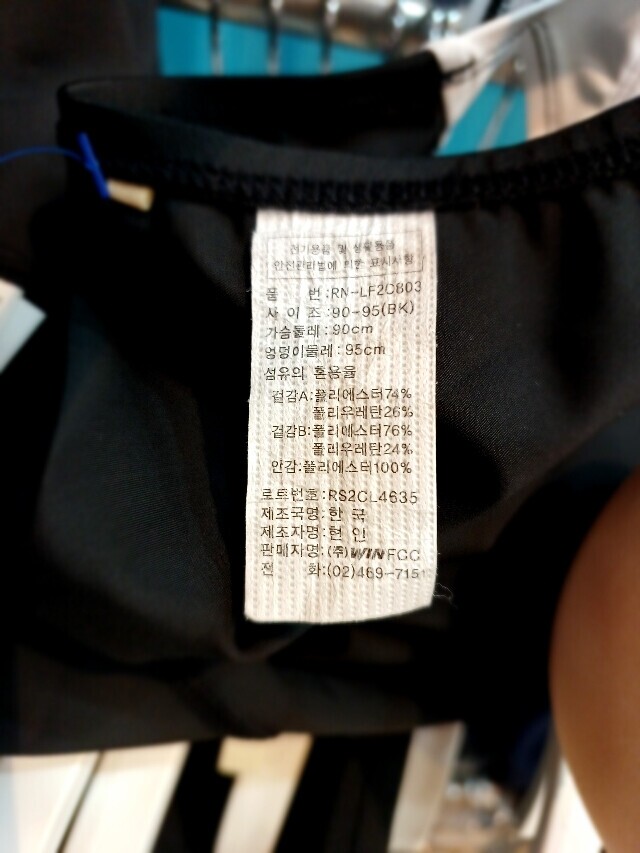 전기용품 및 생활용품
안전관리법에 의한 표시사항
품 번:RN-LF2C803
사 이 즈:90-95(BK)
가슴둘레:90cm
엉덩이둘레:95cm
섬유의 혼용율
겉감A:폴리에스터74%
폴리우레탄26%
겉감B:폴리에스터76%
폴리우레탄24%
안감:폴리에스터100%
로트번호:RS2CL4635
제조국명:한 국
제조자명:현 인
판매자명:(주)WIN FCC
전 화:(02)469-7151